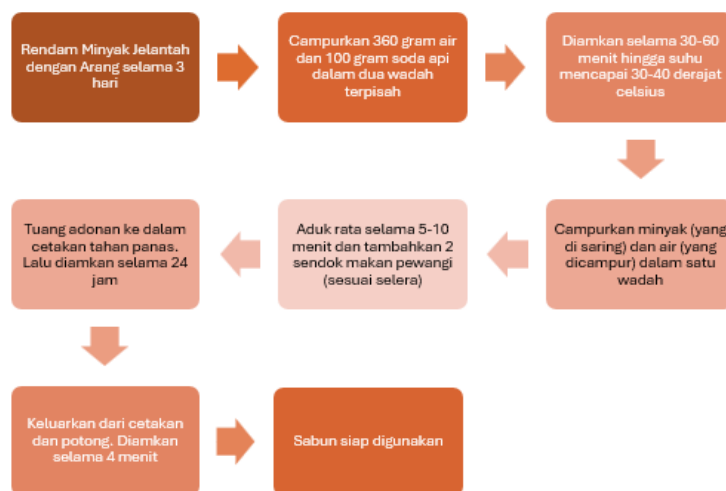 Rendam Minyak Jelantah
dengan Arang selama 3
hari
Campurkan 360 gram air
dan 100 gram soda api
dalam dua wadah
terpisah
Diamkan selama 30-60
menit hingga suhu
mencapai 30-40 derajat
celsius
Campurkan minyak (yang
di saring) dan air (yang
dicampur) dalam satu
wadah
Aduk rata selama 5-10
menit dan tambahkan 2
sendok makan pewangi
(sesuai selera)
Tuang adonan ke dalam
cetakan tahan panas.
Lalu diamkan selama 24
jam
Keluarkan dari cetakan
dan potong. Diamkan
selama 4 menit
Sabun siap digunakan